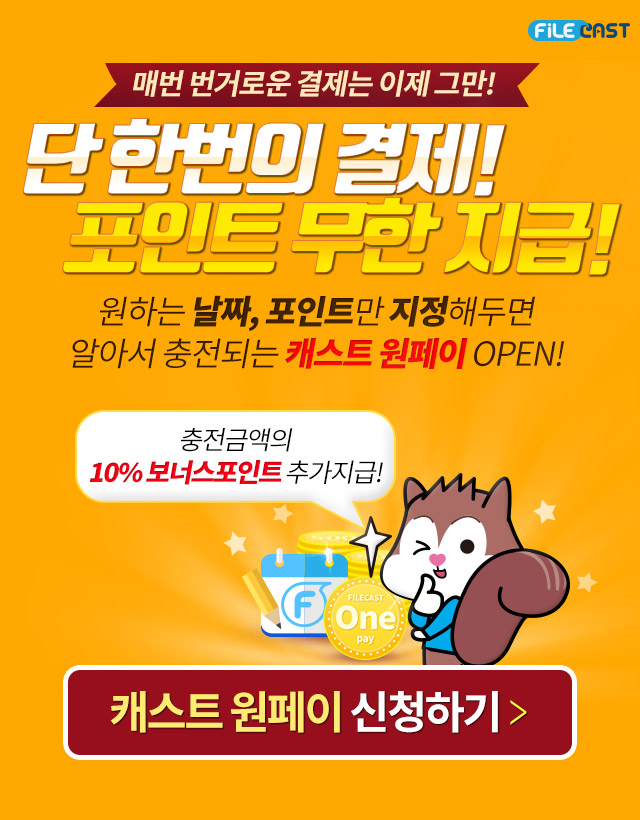 FiLECAST
매번 번거로운 결제는 이제 그만!
단 한번의 결제!
포인트 무한 지급!
원하는 날짜, 포인트만 지정해두면
알아서 충전되는 캐스트 원페이 OPEN!
충전금액의
10% 보너스포인트 추가지급!
F
FILECAST
One
pay
캐스트 원페이 신청하기 >